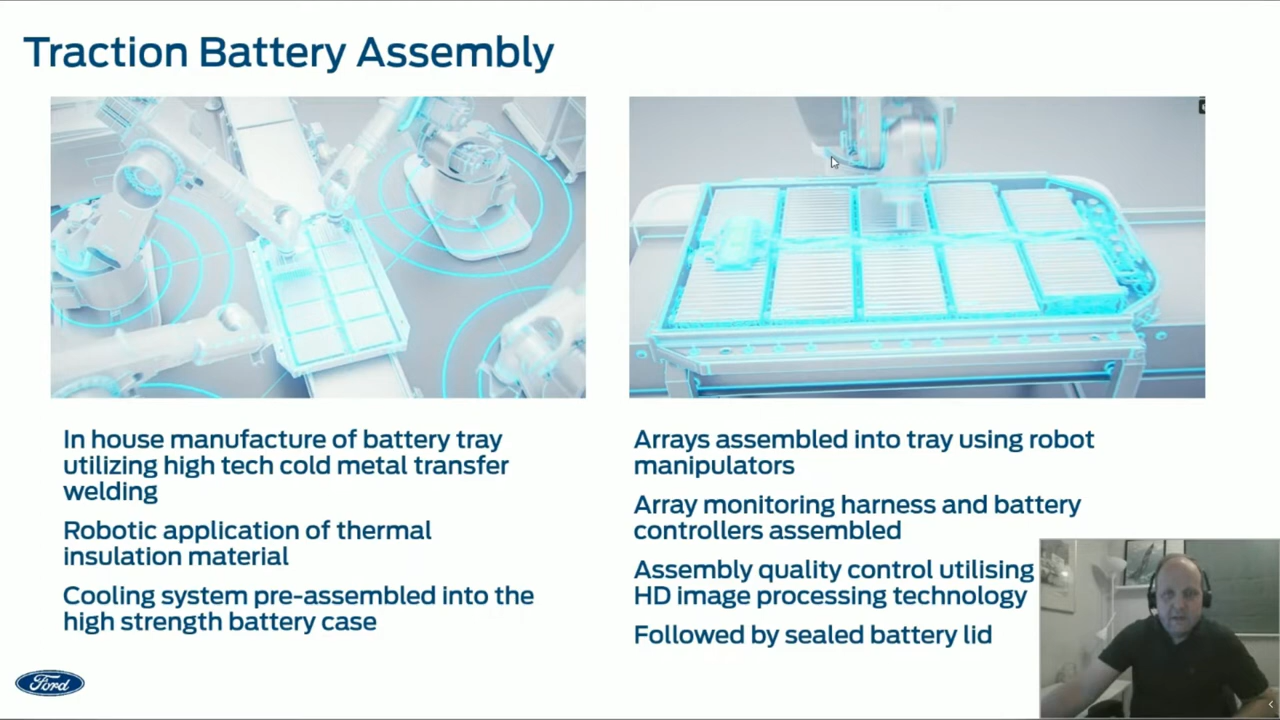 Traction Battery Assembly
In house manufacture of battery tray
utilizing high tech cold metal transfer
welding
Robotic application of thermal
insulation material
Cooling system pre-assembled into the
high strength battery case
Arrays assembled into tray using robot
manipulators
Array monitoring harness and battery
controllers assembled
Assembly quality control utilising
HD image processing technology
Followed by sealed battery lid
Ford